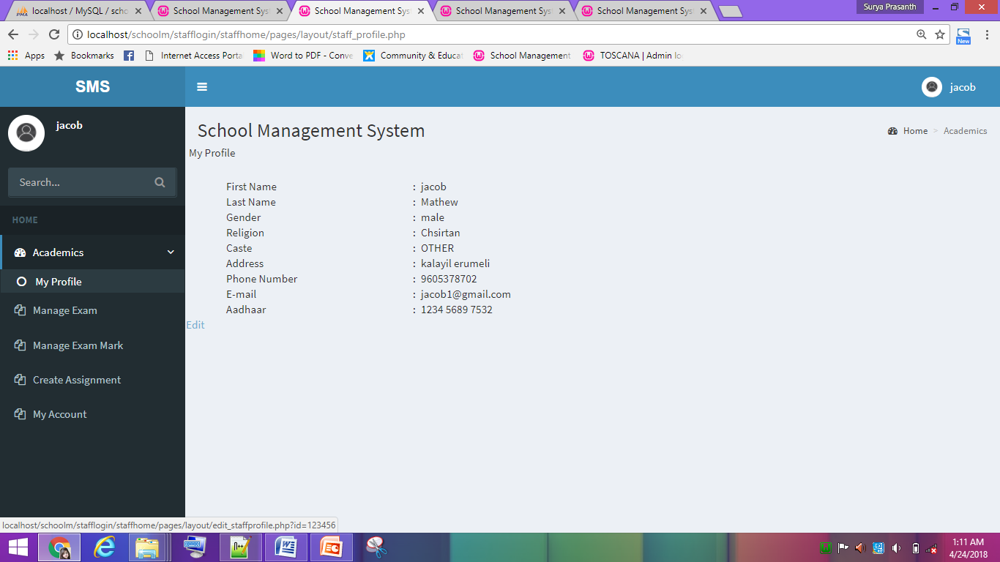 localhost / MySQL / scho
School Management Syst
School Management Syst
School Management Syst
School Management Syst
Surya Prasanth
localhost/schoolm/stafflogin/staffhome/pages/layout/staff_profile.php
New
Apps
Bookmarks
Internet Access Porta
Word to PDF - Conve
Community & Educat
School Management
TOSCANA | Admin lo
SMS
jacob
jacob
School Management System
Home > Academics
My Profile
Search...
HOME
Academics
My Profile
Manage Exam
Manage Exam Mark
Create Assignment
My Account
First Name : jacob
Last Name : Mathew
Gender : male
Religion : Chsirtan
Caste : OTHER
Address : kalayil erumeli
Phone Number : 9605378702
E-mail : jacob1@gmail.com
Aadhaar : 1234 5689 7532
Edit
localhost/schoolm/stafflogin/staffhome/pages/layout/edit_staffprofile.php?id=123456
1:11 AM
4/24/2018